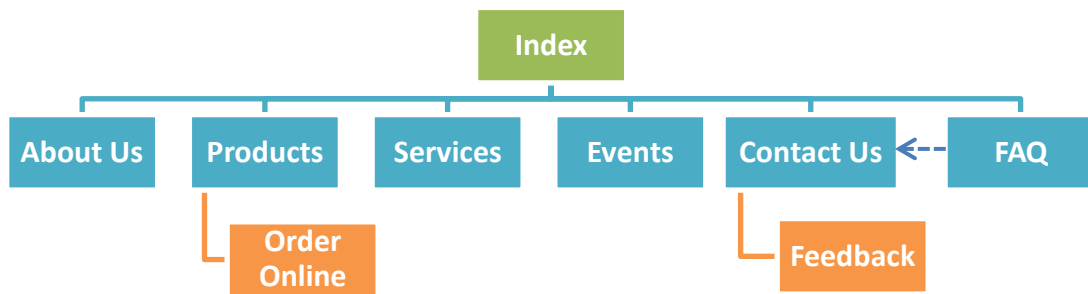 Index
About Us
Products
Services
Events
Contact Us
FAQ
Order
Online
Feedback